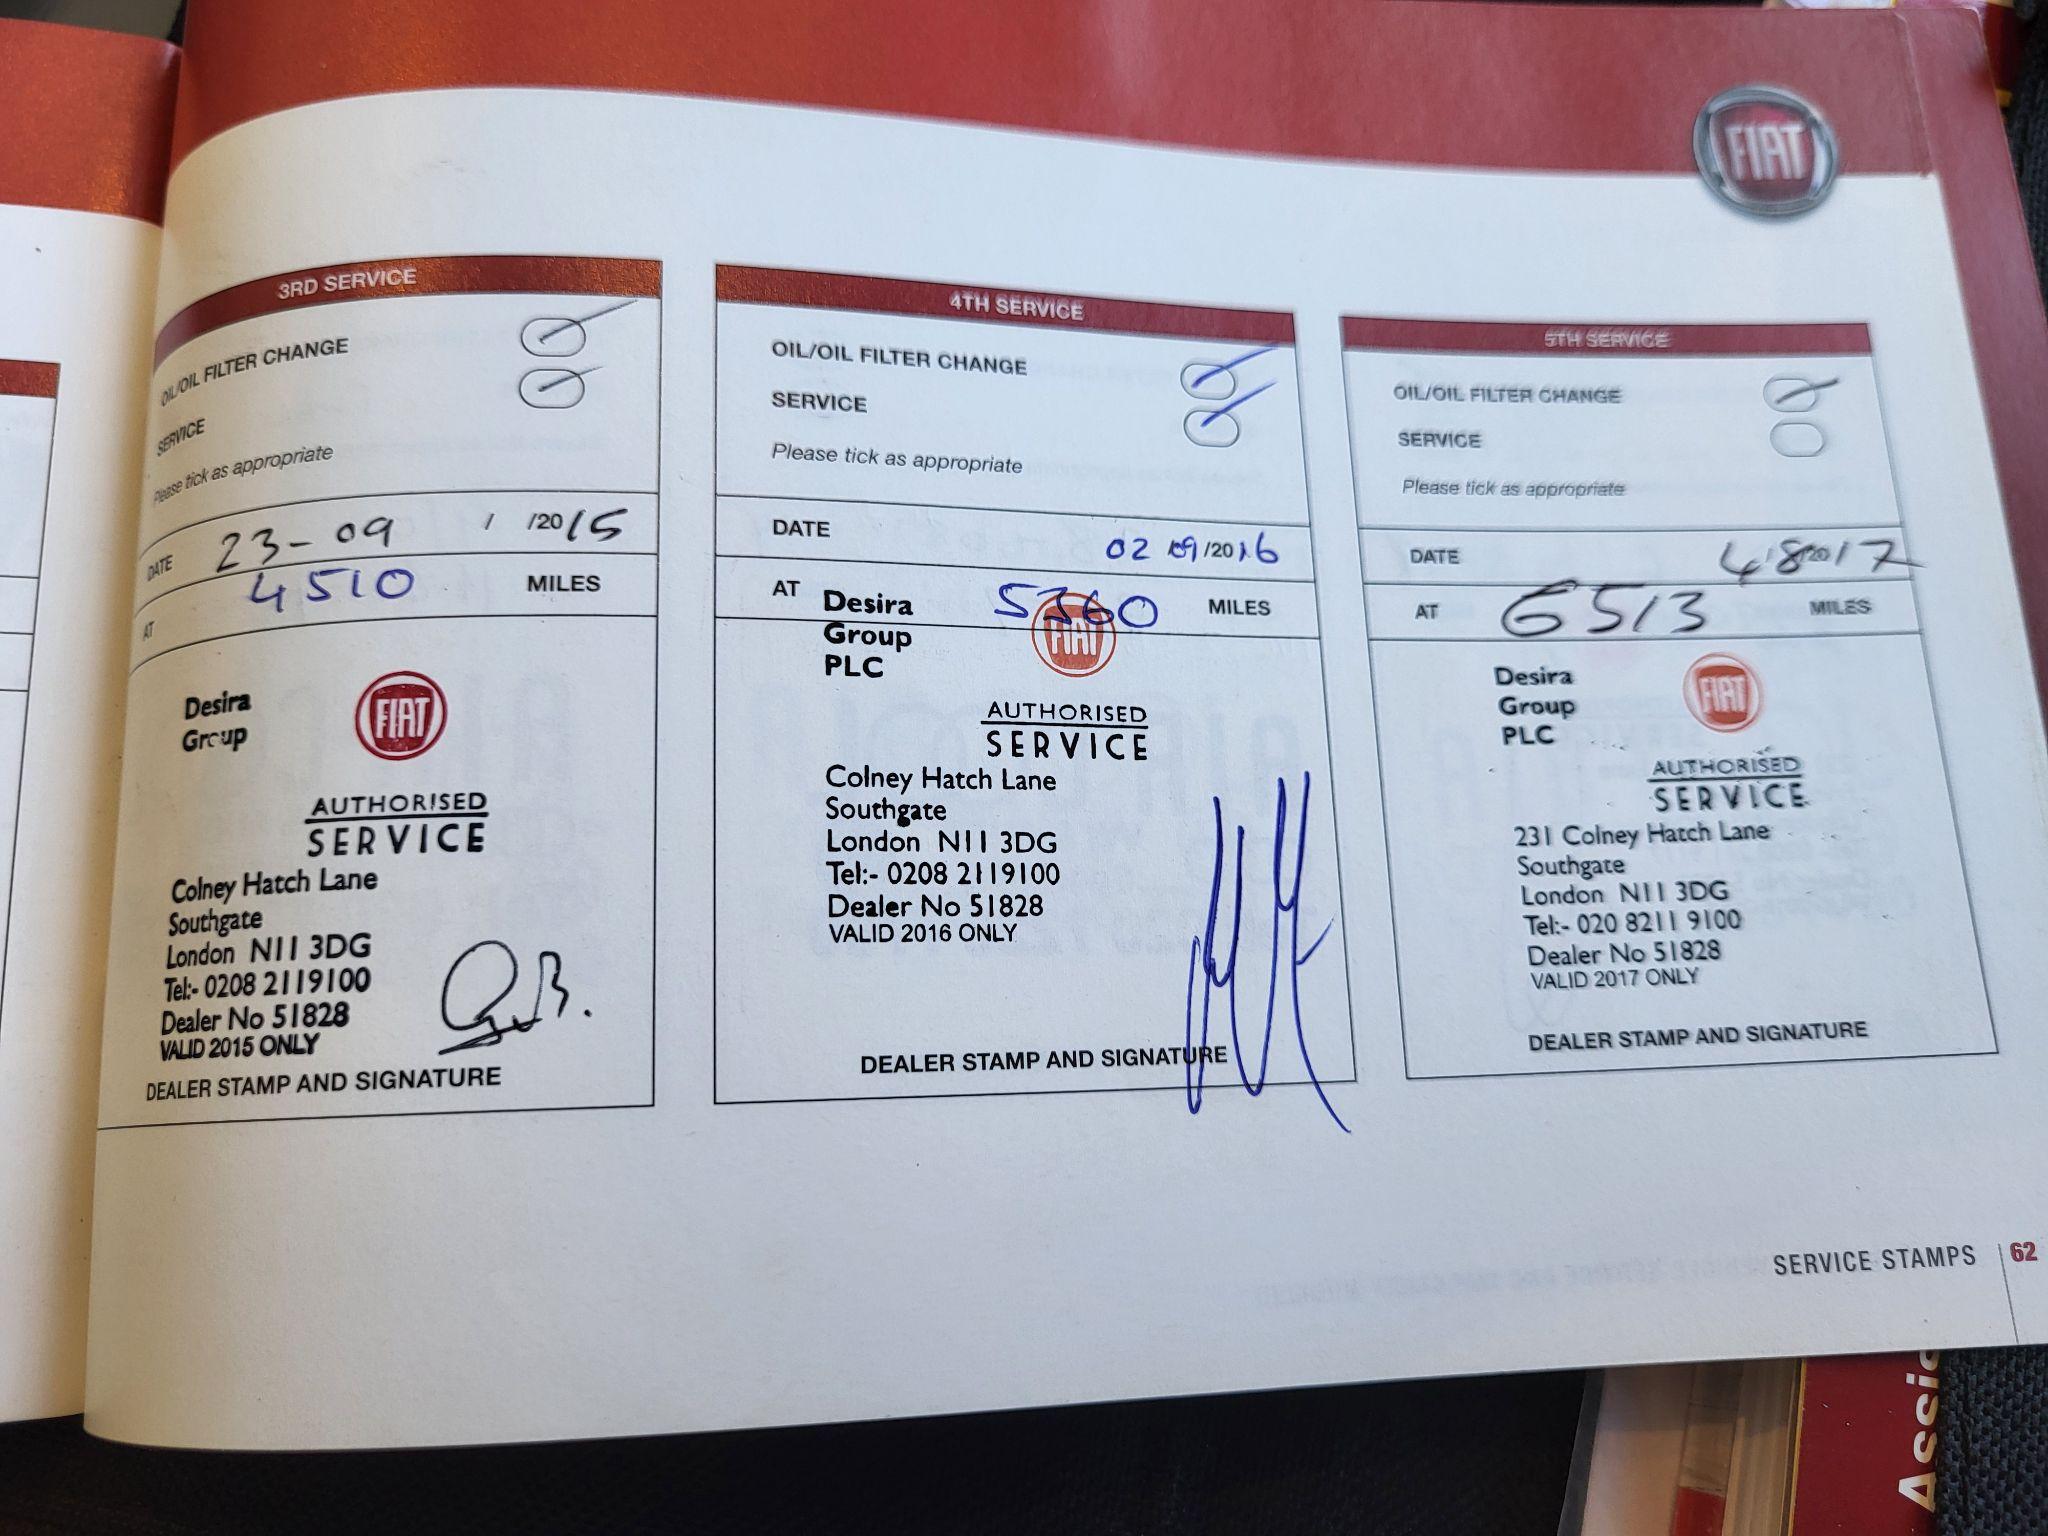 FIAT
3RD SERVICE
OIL/OIL FILTER CHANGE
SERVICE
Please tick as appropriate
DATE 23-09 / /2015
AT 4510 MILES
Desira
Group
FIAT
AUTHORISED
SERVICE
Colney Hatch Lane
Southgate
London N11 3DG
Tel:- 0208 2119100
Dealer No 51828
VALID 2015 ONLY
DEALER STAMP AND SIGNATURE
4TH SERVICE
OIL/OIL FILTER CHANGE
SERVICE
Please tick as appropriate
DATE 02/09/2016
AT 5360 MILES
Desira
Group
PLC
FIAT
AUTHORISED
SERVICE
Colney Hatch Lane
Southgate
London N11 3DG
Tel:- 0208 2119100
Dealer No 51828
VALID 2016 ONLY
DEALER STAMP AND SIGNATURE
5TH SERVICE
OIL/OIL FILTER CHANGE
SERVICE
Please tick as appropriate
DATE 4/8/2017
AT 6513 MILES
Desira
Group
PLC
FIAT
AUTHORISED
SERVICE
231 Colney Hatch Lane
Southgate
London N11 3DG
Tel:- 020 8211 9100
Dealer No 51828
VALID 2017 ONLY
DEALER STAMP AND SIGNATURE
SERVICE STAMPS 62